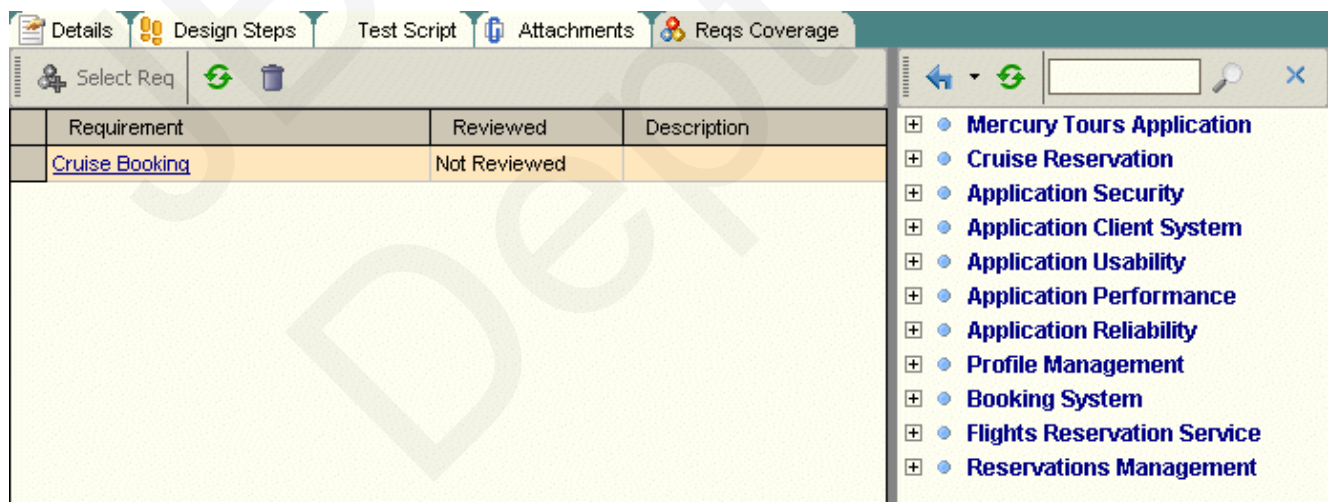 Details Design Steps Test Script Attachments Reqs Coverage
Select Req
Requirement Reviewed Description
Cruise Booking Not Reviewed
Mercury Tours Application
Cruise Reservation
Application Security
Application Client System
Application Usability
Application Performance
Application Reliability
Profile Management
Booking System
Flights Reservation Service
Reservations Management
Dept